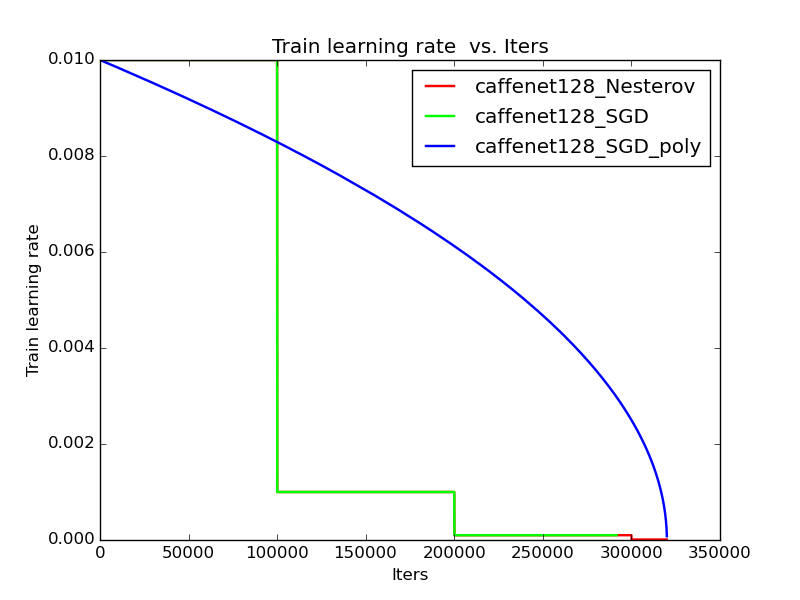 Train learning rate  vs. Iters
caffenet128_Nesterov
caffenet128_SGD
caffenet128_SGD_poly
Train learning rate
0.010
0.008
0.006
0.004
0.002
0.000
0 50000 100000 150000 200000 250000 300000 350000
Iters